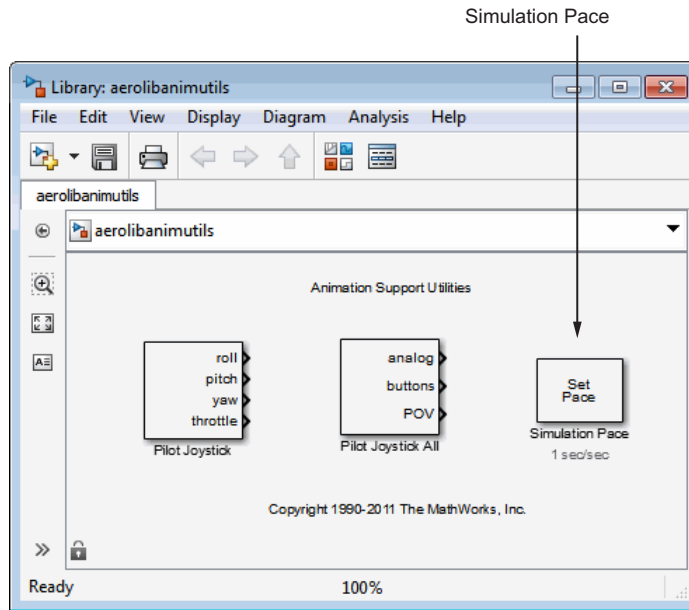 Simulation Pace
Library: aerolibanimutils
File Edit View Display Diagram Analysis Help
aerolibanimutils
aerolibanimutils
Animation Support Utilities
roll
pitch
yaw
throttle
Pilot Joystick
analog
buttons
POV
Pilot Joystick All
Set
Pace
Simulation Pace
1 sec/sec
Copyright 1990-2011 The MathWorks, Inc.
Ready 100%